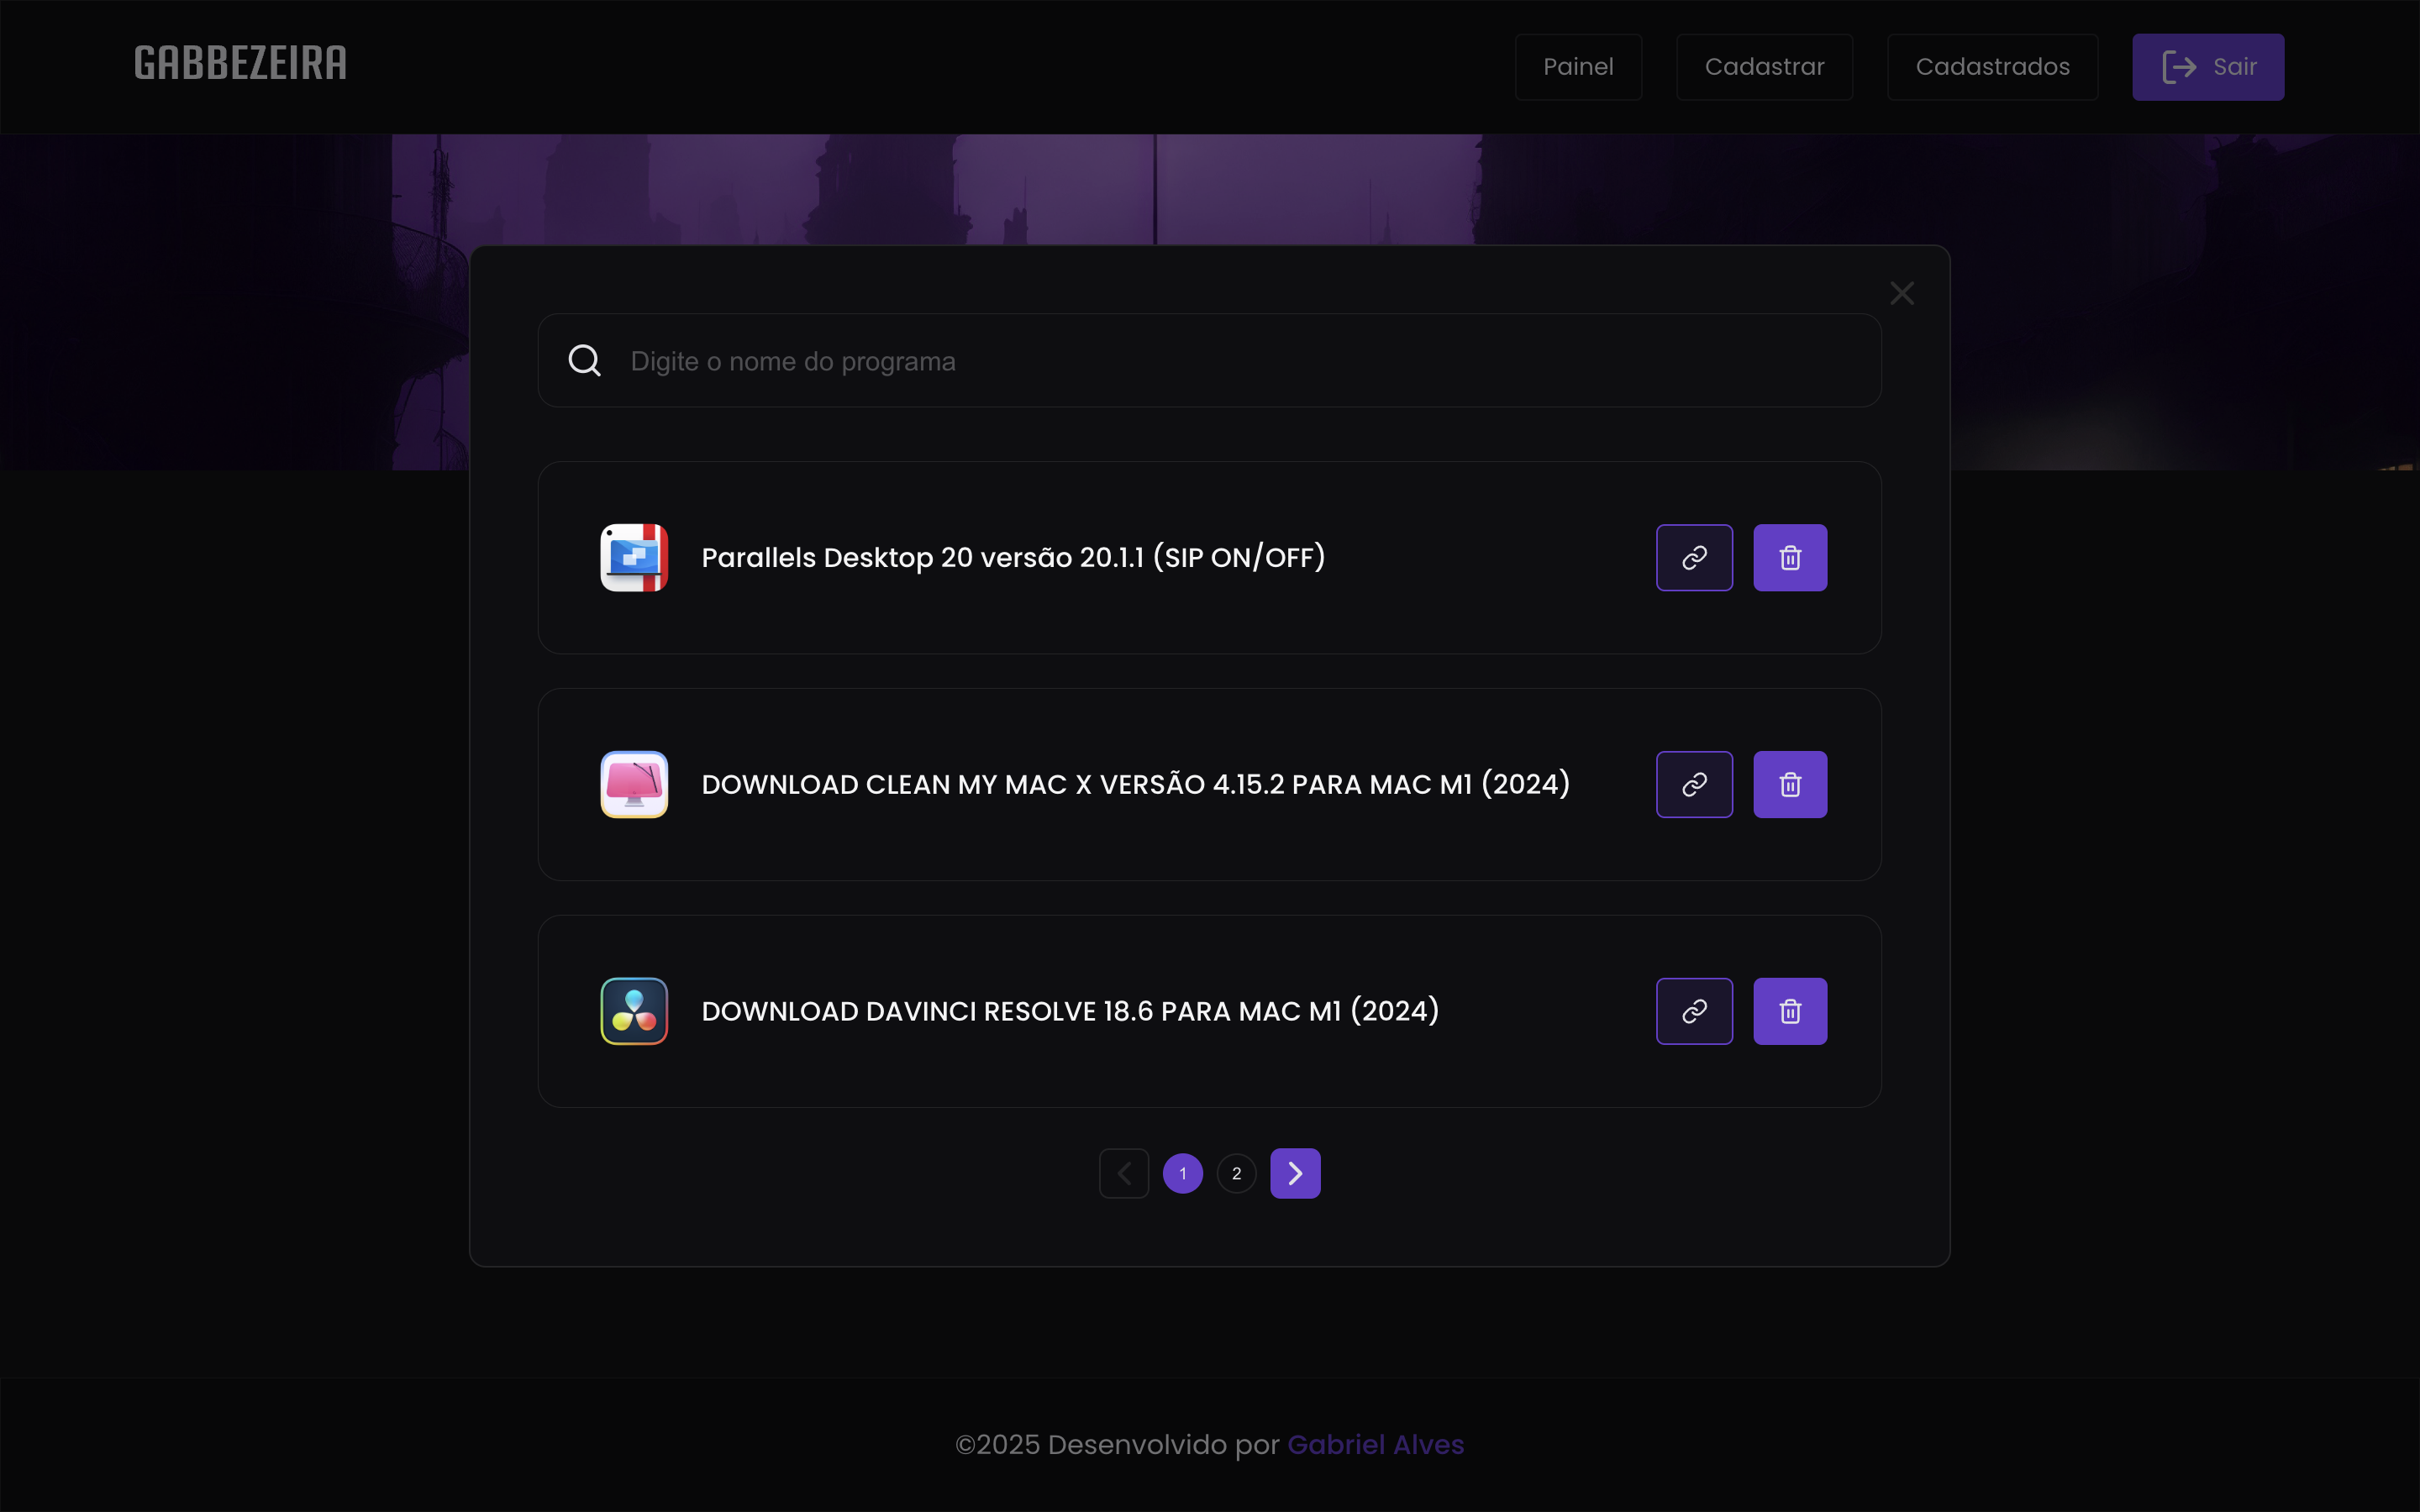 GABBEZEIRA
Painel
Cadastrar
Cadastrados
Sair
Digite o nome do programa
Parallels Desktop 20 versão 20.1.1 (SIP ON/OFF)
DOWNLOAD CLEAN MY MAC X VERSÃO 4.15.2 PARA MAC M1 (2024)
DOWNLOAD DAVINCI RESOLVE 18.6 PARA MAC M1 (2024)
1
2
©2025 Desenvolvido por Gabriel Alves